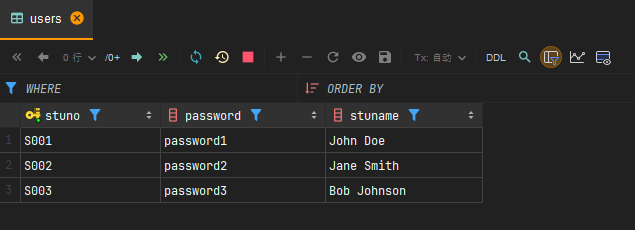 users
0 行 /0+ Tx: 自动 DDL
WHERE ORDER BY
stuno password stuname
1 S001 password1 John Doe
2 S002 password2 Jane Smith
3 S003 password3 Bob Johnson